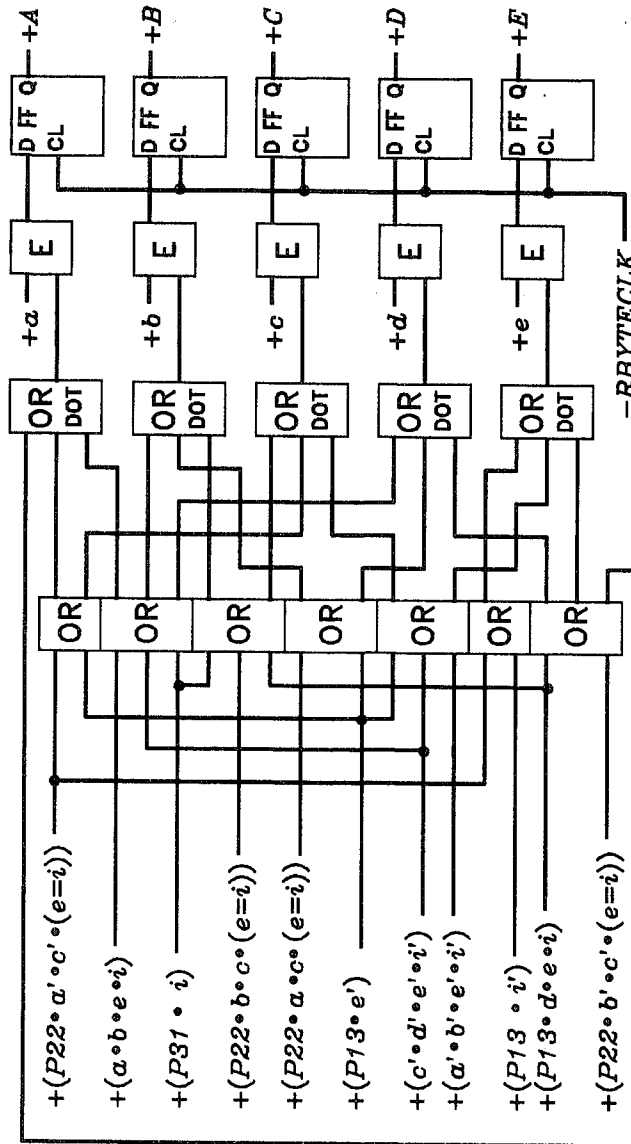 +(P22•a'•c'•(e=i))
+(a•b•e•i)
+(P31•i)
+(P22•b•c•(e=i))
+(P22•a•c•(e=i))
+(P13•e')
+(c'•d'•e'•i')
+(a'•b'•e'•i')
+(P13•i')
+(P13•d•e•i)
+(P22•b'•c'•(e=i))
OR
OR
OR
OR
OR
OR
OR
OR
DOT
OR
DOT
OR
DOT
OR
DOT
OR
DOT
+a
E
+b
E
+c
E
+d
E
+e
E
D FF Q
CL
+A
D FF Q
CL
+B
D FF Q
CL
+C
D FF Q
CL
+D
D FF Q
CL
+E
-RBYTECLK